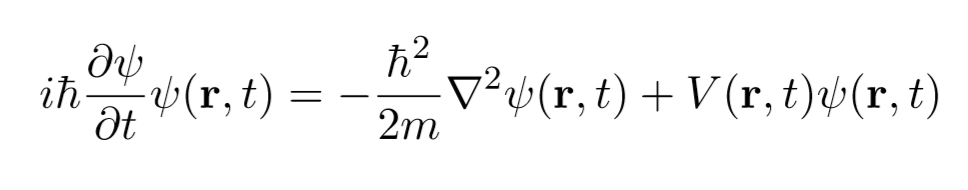 iħ ∂ψ/∂t ψ(𝐫, t) = −ħ²/2m ∇²ψ(𝐫, t) + V(𝐫, t)ψ(𝐫, t)